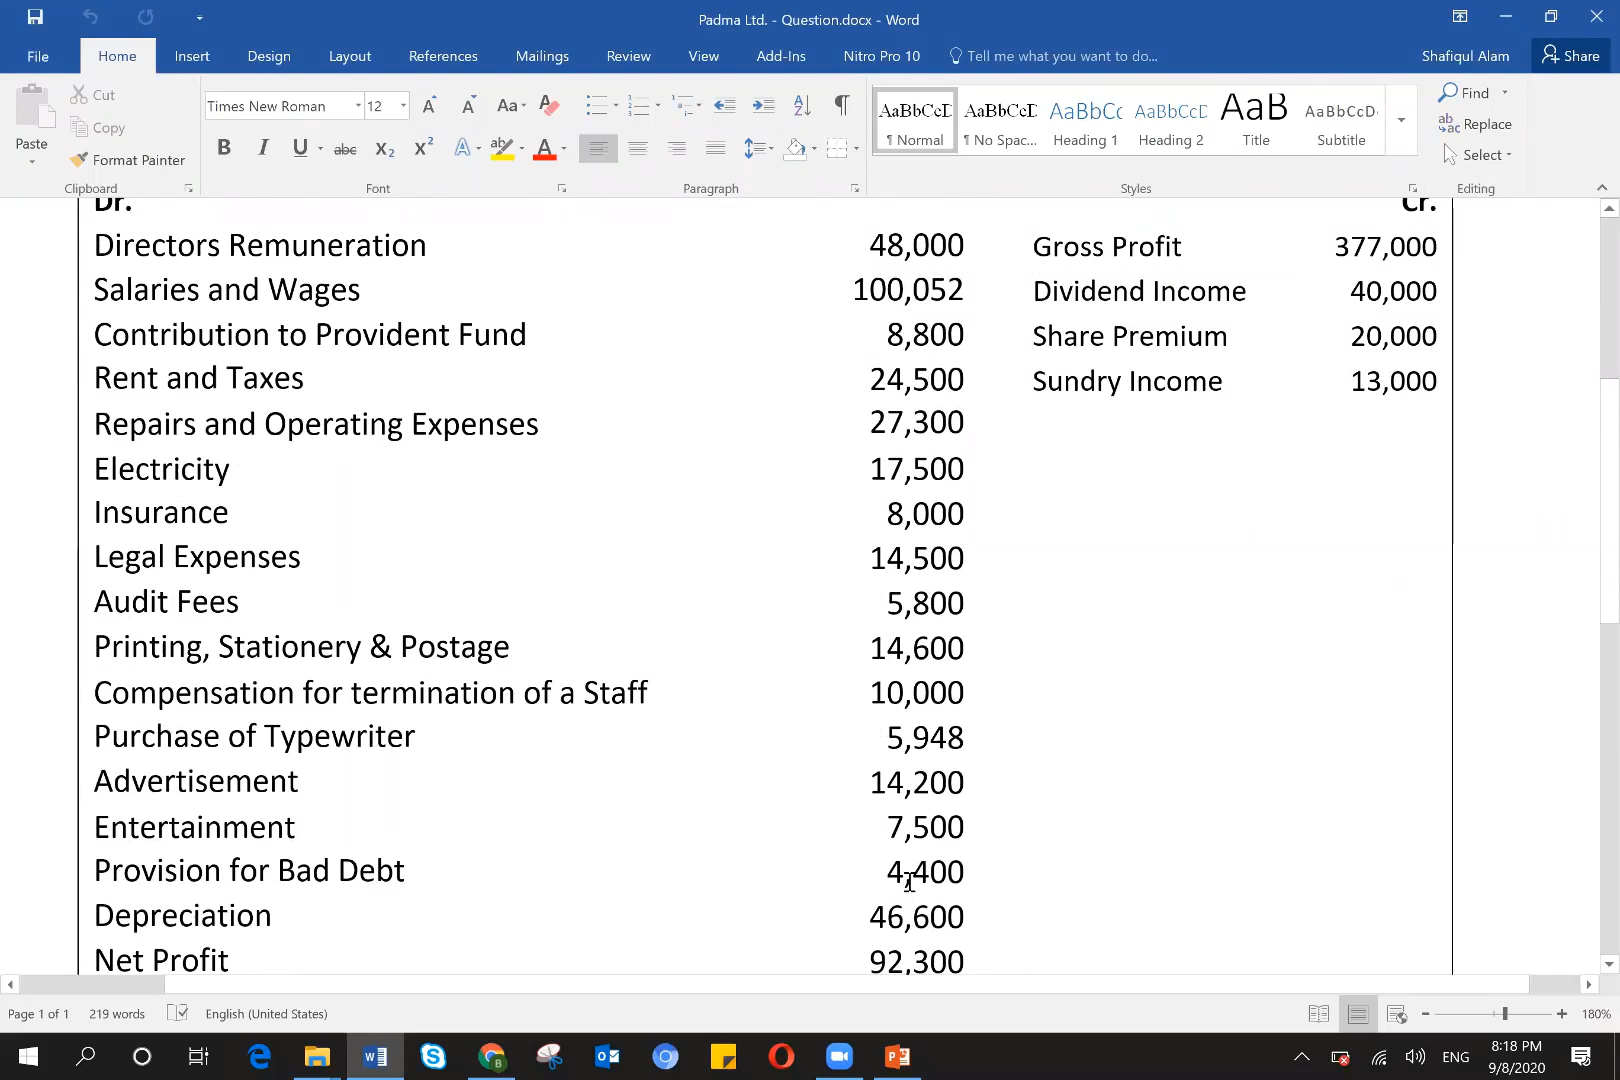 Padma Ltd. - Question.docx - Word
File Home Insert Design Layout References Mailings Review View Add-Ins Nitro Pro 10 Tell me what you want to do... Shafiqul Alam Share
Paste
Cut
Copy
Format Painter
Clipboard
Times New Roman 12
Font
Paragraph
AaBbCcD AaBbCcD AaBbCc AaBbCcD AaB AaBbCcD
¶ Normal ¶ No Spac... Heading 1 Heading 2 Title Subtitle
Styles
Find
Replace
Select
Editing
Dr. Cr.
Directors Remuneration 48,000 Gross Profit 377,000
Salaries and Wages 100,052 Dividend Income 40,000
Contribution to Provident Fund 8,800 Share Premium 20,000
Rent and Taxes 24,500 Sundry Income 13,000
Repairs and Operating Expenses 27,300
Electricity 17,500
Insurance 8,000
Legal Expenses 14,500
Audit Fees 5,800
Printing, Stationery & Postage 14,600
Compensation for termination of a Staff 10,000
Purchase of Typewriter 5,948
Advertisement 14,200
Entertainment 7,500
Provision for Bad Debt 4,400
Depreciation 46,600
Net Profit 92,300
Page 1 of 1 219 words English (United States) 180%
ENG
8:18 PM
9/8/2020